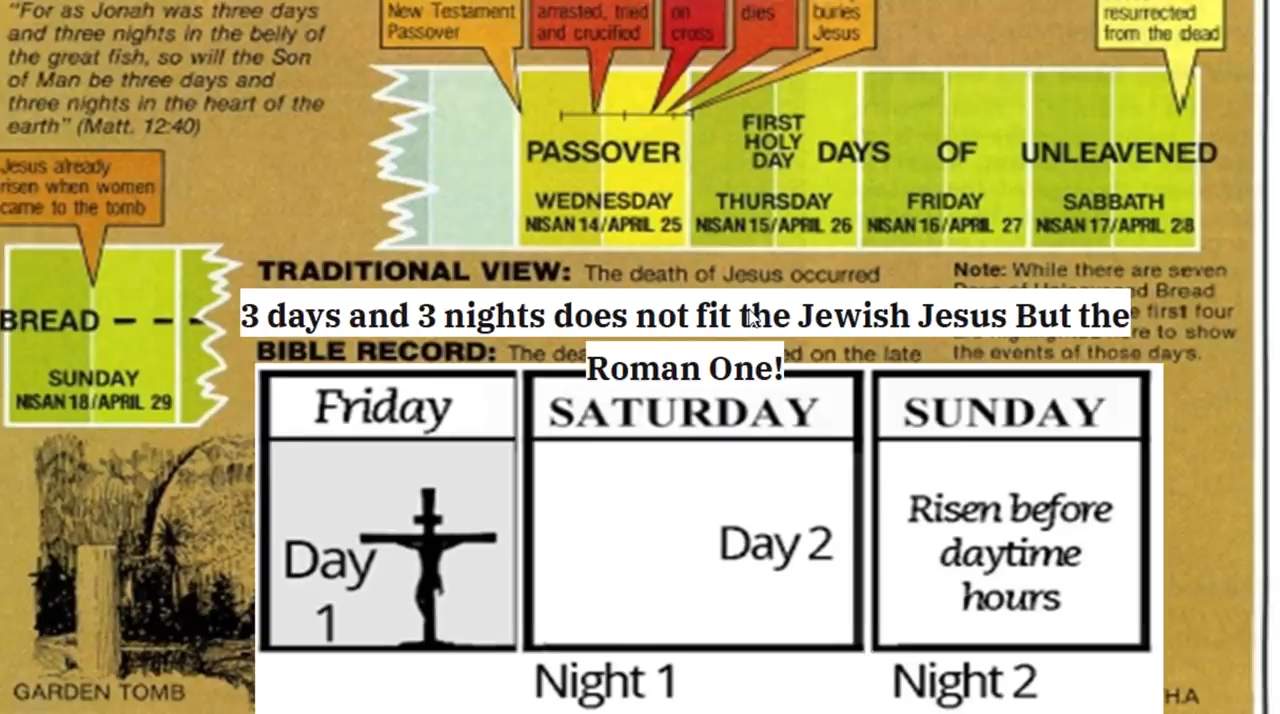 "For as Jonah was three days
and three nights in the belly of
the great fish, so will the Son
of Man be three days and
three nights in the heart of the
earth" (Matt. 12:40)
New Testament
Passover
arrested, tried
and crucified
on
cross
dies
buries
Jesus
resurrected
from the dead
Jesus already
risen when women
came to the tomb
PASSOVER
WEDNESDAY
NISAN 14/APRIL 25
FIRST
HOLY
DAY
DAYS OF UNLEAVENED
THURSDAY
NISAN 15/APRIL 26
FRIDAY
NISAN 16/APRIL 27
SABBATH
NISAN 17/APRIL 28
BREAD – – -
SUNDAY
NISAN 18/APRIL 29
TRADITIONAL VIEW: The death of Jesus occurred
3 days and 3 nights does not fit the Jewish Jesus But the
Roman One!
BIBLE RECORD: The on the late
Note: While there are seven
Bread
first four
to show
the events of those days.
Friday
Day
1
SATURDAY
Day 2
SUNDAY
Risen before
daytime
hours
Night 1
Night 2
GARDEN TOMB
H.A